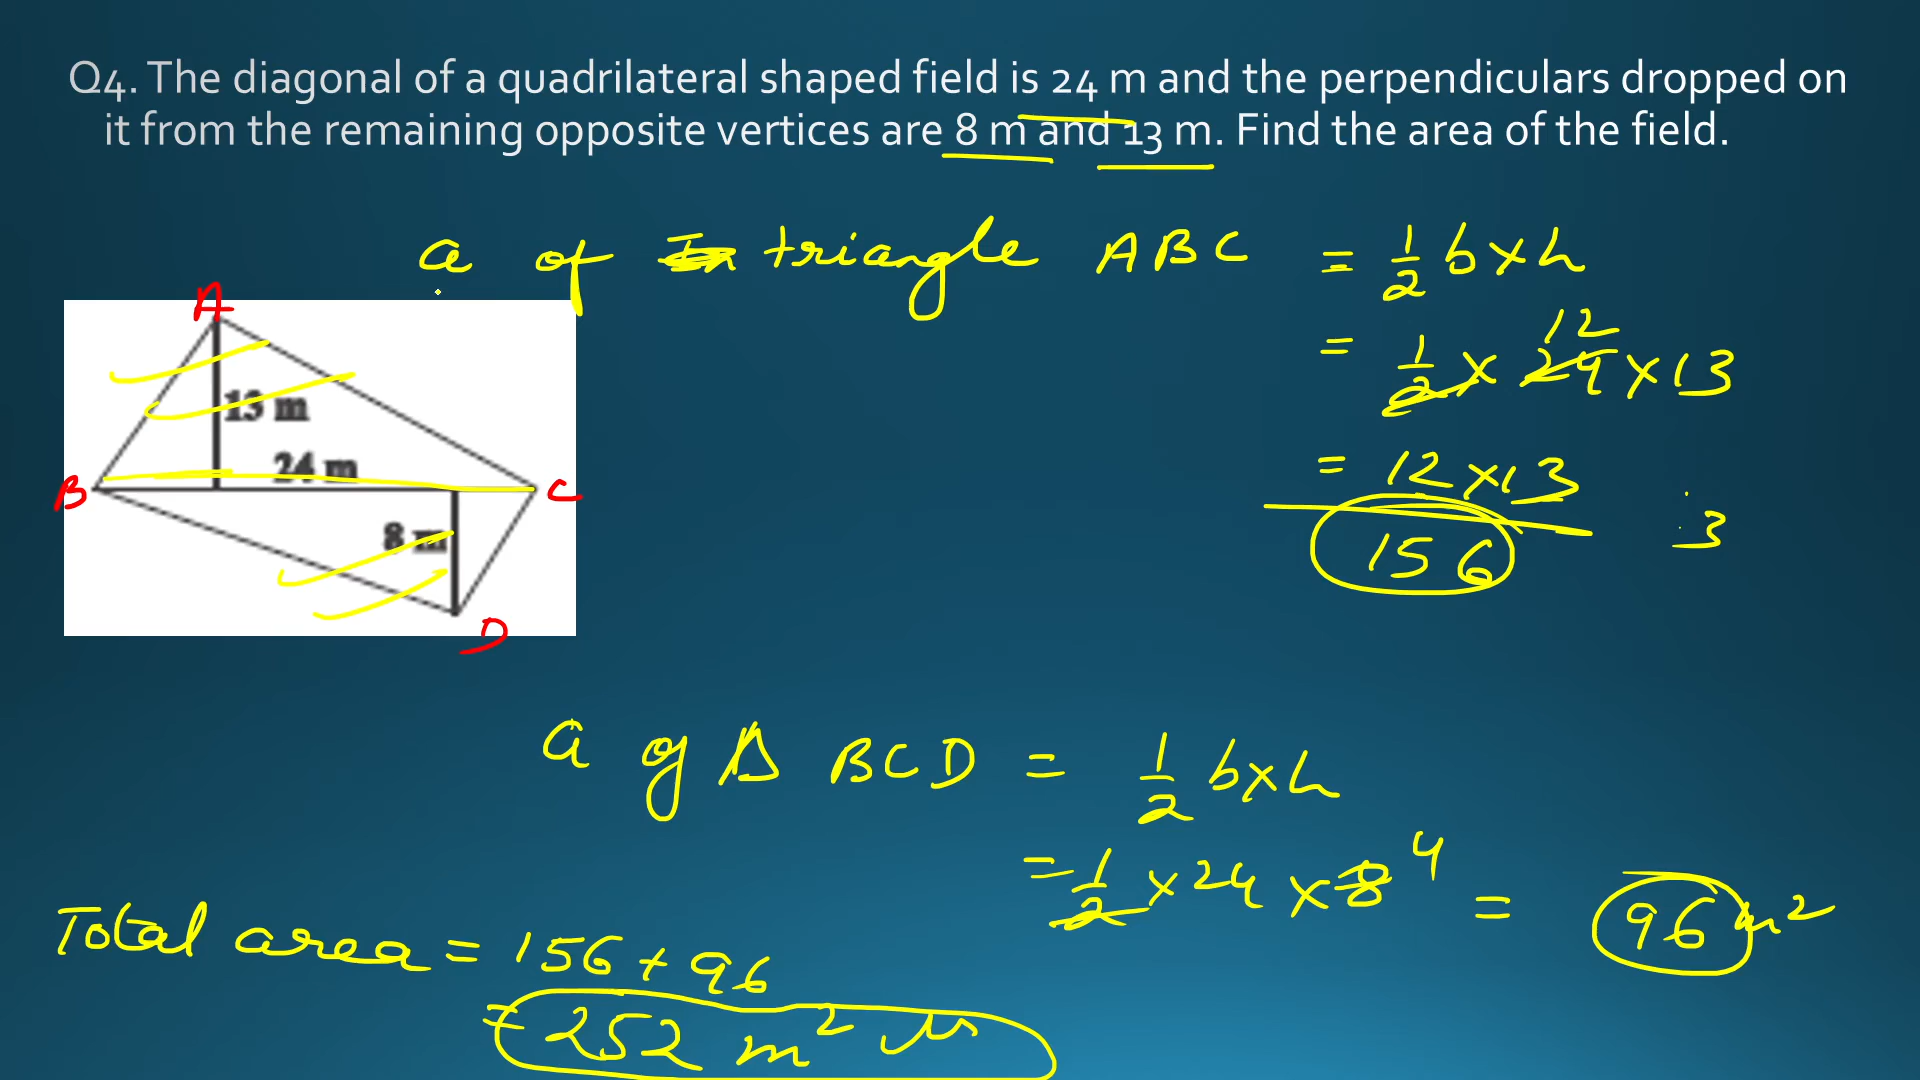 Q4. The diagonal of a quadrilateral shaped field is 24 m and the perpendiculars dropped on
it from the remaining opposite vertices are 8 m and 13 m. Find the area of the field.
a of triangle ABC = 1/2 b x h
= 1/2 x 24 x 13
12
= 12 x 13
156
3
A
13 m
24 m
B
C
8 m
D
a of Δ BCD = 1/2 b x h
= 1/2 x 24 x 8 4 = 96 m²
Total area = 156 + 96
= 252 m²